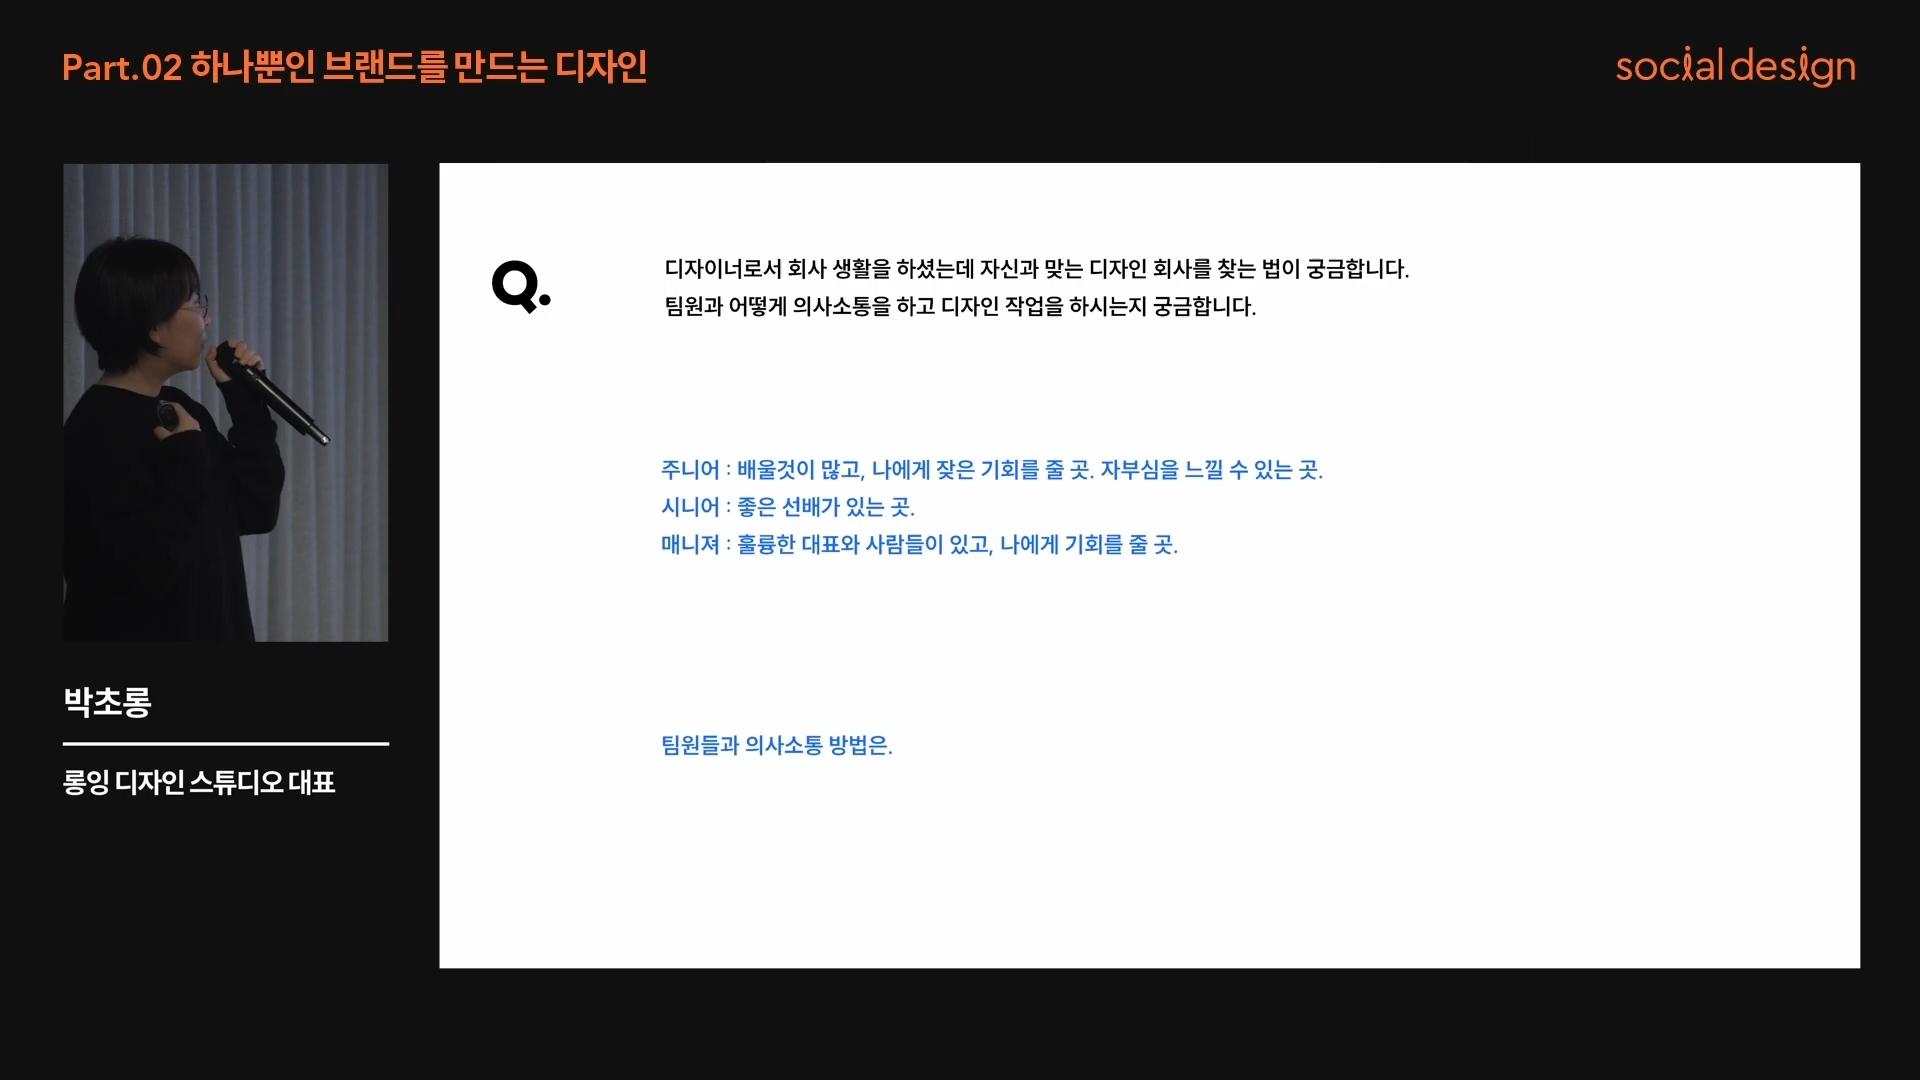 Part.02 하나뿐인 브랜드를 만드는 디자인
social design
Q.
디자이너로서 회사 생활을 하셨는데 자신과 맞는 디자인 회사를 찾는 법이 궁금합니다.
팀원과 어떻게 의사소통을 하고 디자인 작업을 하시는지 궁금합니다.
주니어 : 배울것이 많고, 나에게 잦은 기회를 줄 곳. 자부심을 느낄 수 있는 곳.
시니어 : 좋은 선배가 있는 곳.
매니져 : 훌륭한 대표와 사람들이 있고, 나에게 기회를 줄 곳.
팀원들과 의사소통 방법은.
박초롱
롱잉 디자인 스튜디오 대표